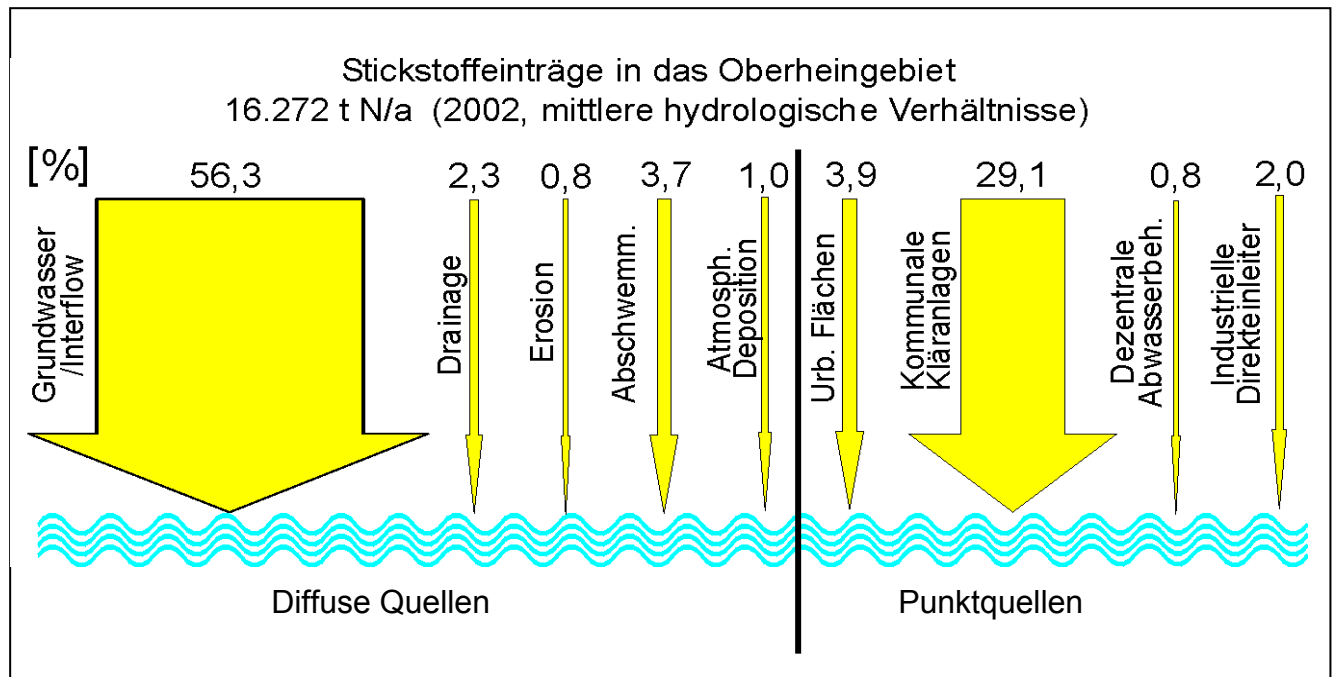 Stickstoffeinträge in das Oberheingebiet
16.272 t N/a (2002, mittlere hydrologische Verhältnisse)
[%]
56,3
2,3
0,8
3,7
1,0
3,9
29,1
0,8
2,0
Grundwasser
/Interflow
Drainage
Erosion
Abschwemm.
Atmosph.
Deposition
Urb. Flächen
Kommunale
Kläranlagen
Dezentrale
Abwasserbeh.
Industrielle
Direkteinleiter
Diffuse Quellen
Punktquellen